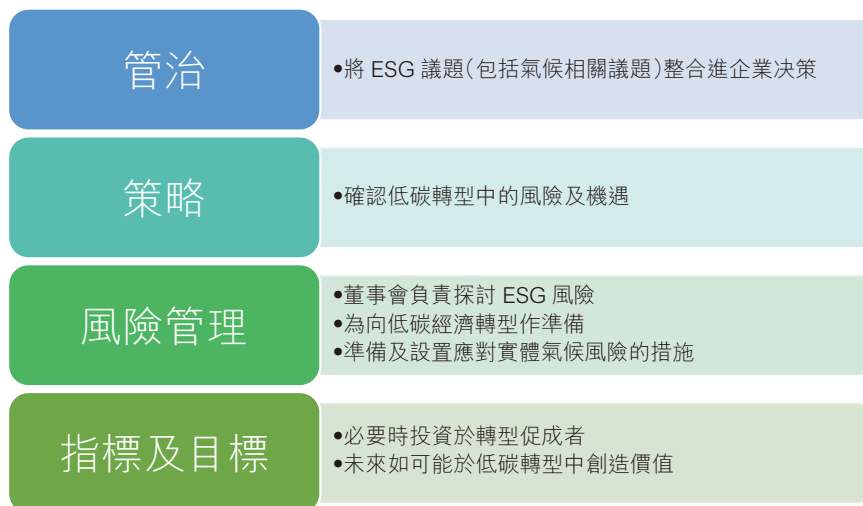 管治
•將 ESG 議題(包括氣候相關議題)整合進企業決策
策略
•確認低碳轉型中的風險及機遇
風險管理
•董事會負責探討 ESG 風險
•為向低碳經濟轉型作準備
•準備及設置應對實體氣候風險的措施
指標及目標
•必要時投資於轉型促成者
•未來如可能於低碳轉型中創造價值